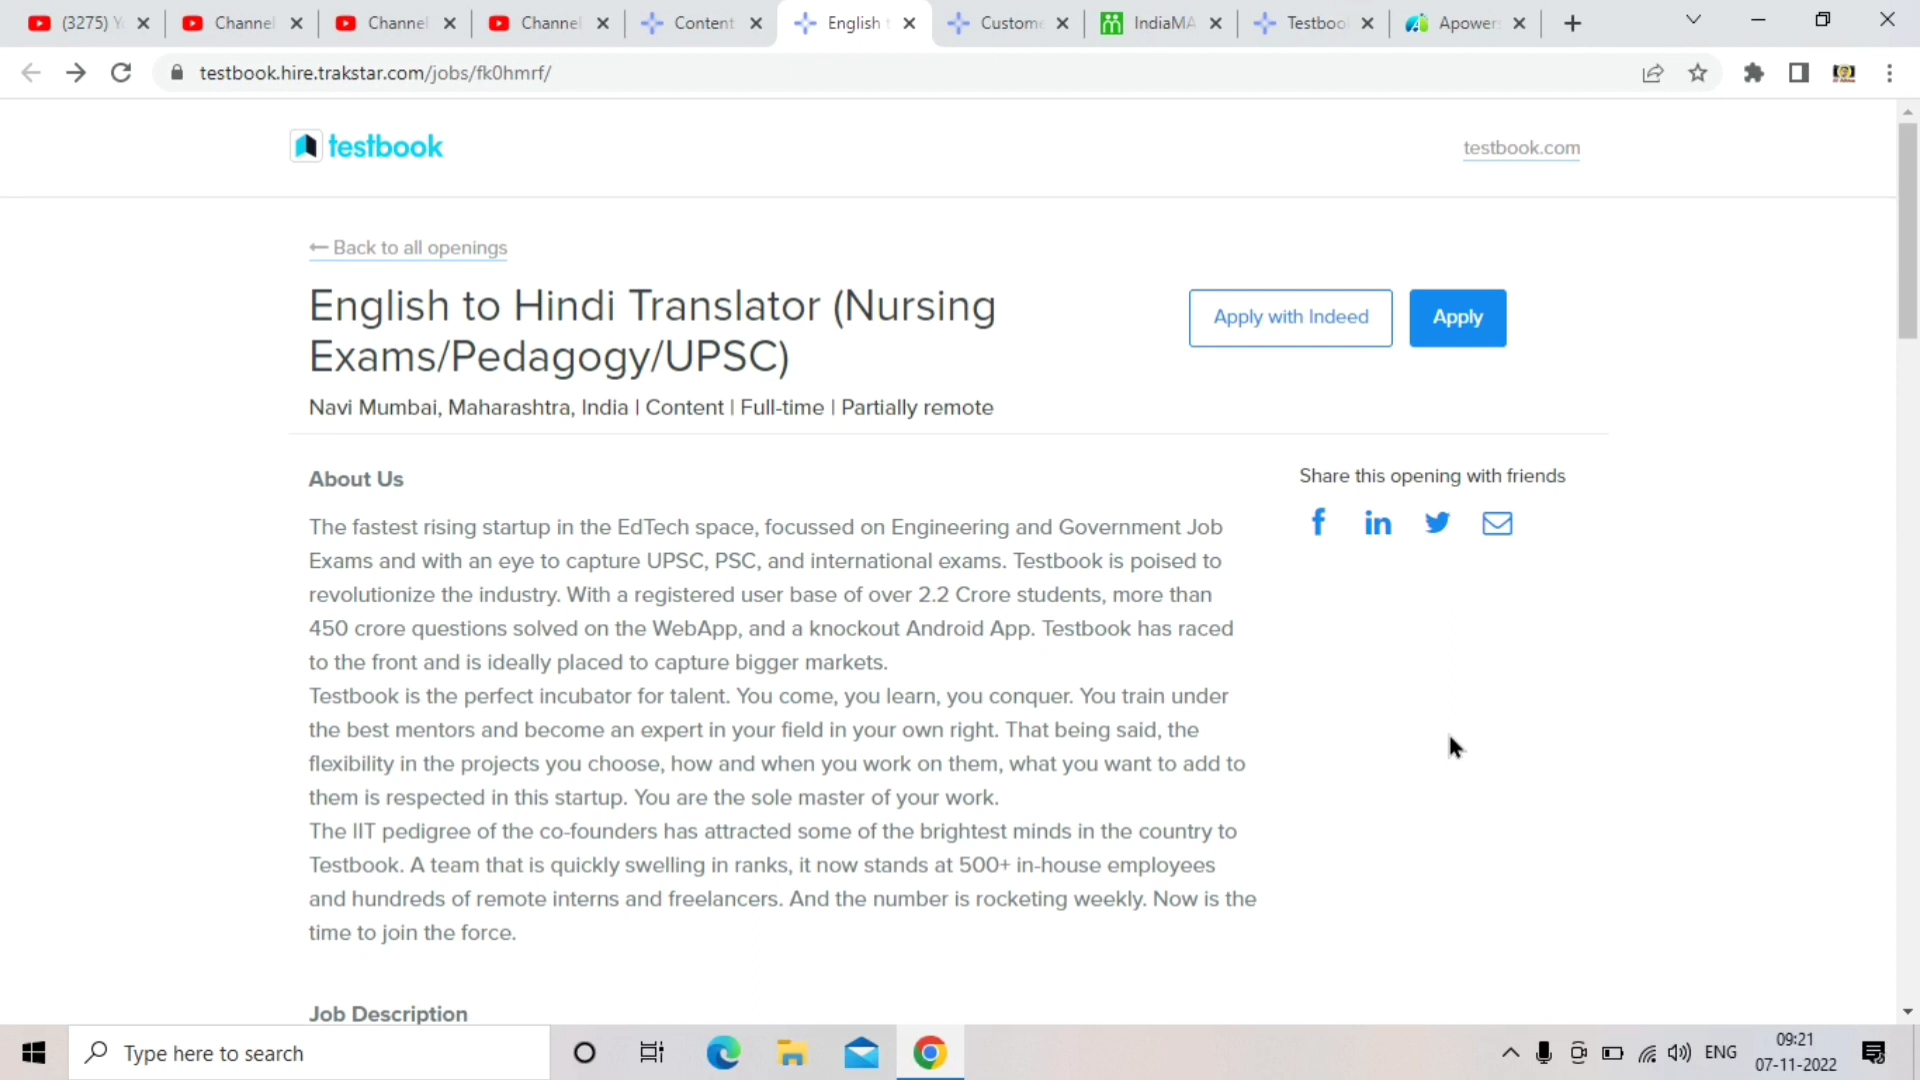 (3275) Y
Channel
Channel
Channel
Content
English t
Custome
IndiaMA
Testboo
Apowers
testbook.hire.trakstar.com/jobs/fk0hmrf/
testbook
testbook.com
Back to all openings
English to Hindi Translator (Nursing
Exams/Pedagogy/UPSC)
Apply with Indeed
Apply
Navi Mumbai, Maharashtra, India | Content | Full-time | Partially remote
About Us
Share this opening with friends
The fastest rising startup in the EdTech space, focussed on Engineering and Government Job
Exams and with an eye to capture UPSC, PSC, and international exams. Testbook is poised to
revolutionize the industry. With a registered user base of over 2.2 Crore students, more than
450 crore questions solved on the WebApp, and a knockout Android App. Testbook has raced
to the front and is ideally placed to capture bigger markets.
Testbook is the perfect incubator for talent. You come, you learn, you conquer. You train under
the best mentors and become an expert in your field in your own right. That being said, the
flexibility in the projects you choose, how and when you work on them, what you want to add to
them is respected in this startup. You are the sole master of your work.
The IIT pedigree of the co-founders has attracted some of the brightest minds in the country to
Testbook. A team that is quickly swelling in ranks, it now stands at 500+ in-house employees
and hundreds of remote interns and freelancers. And the number is rocketing weekly. Now is the
time to join the force.
Job Description
Type here to search
ENG
09:21
07-11-2022